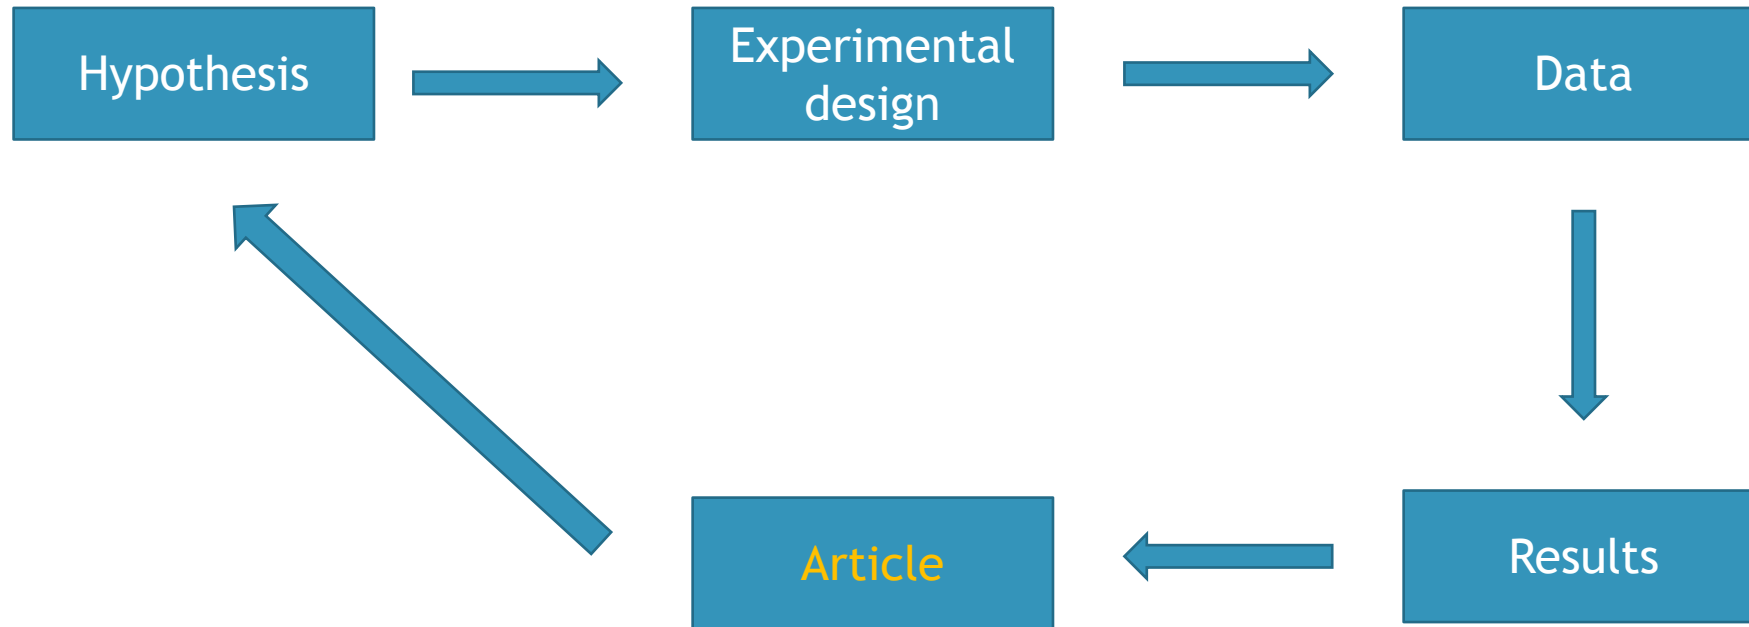 Hypothesis
Experimental
design
Data
Article
Results